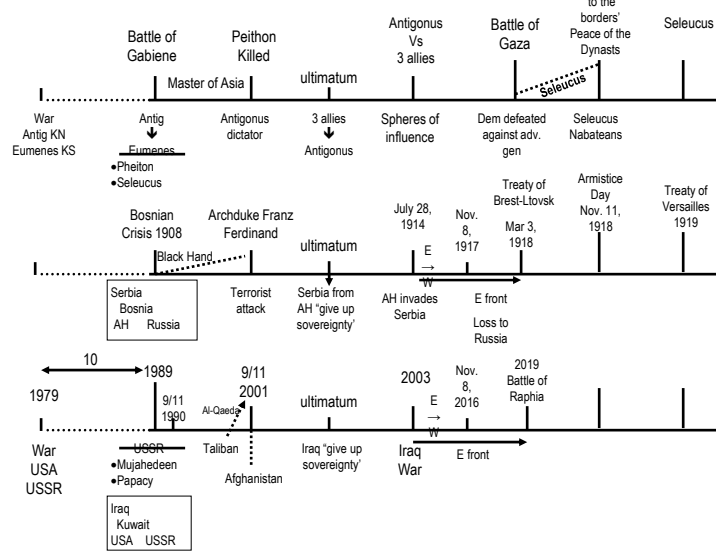 to the
borders'
Peace of the
Dynasts
Antigonus
Vs
3 allies
Battle of
Gaza
Seleucus
Battle of
Gabiene
Peithon
Killed
Master of Asia
ultimatum
Seleucus
War
Antig KN
Eumenes KS
Antig
Eumenes
•Pheiton
•Seleucus
Antigonus
dictator
3 allies
Antigonus
Spheres of
influence
Dem defeated
against adv.
gen
Seleucus
Nabateans
Bosnian
Crisis 1908
Black Hand
Archduke Franz
Ferdinand
ultimatum
July 28,
1914
E
→
W
Nov.
8,
1917
Treaty of
Brest-Ltovsk
Mar 3,
1918
Armistice
Day
Nov. 11,
1918
Treaty of
Versailles
1919
Serbia
Bosnia
AH Russia
Terrorist
attack
Serbia from
AH "give up
sovereignty'
AH invades
Serbia
E front
Loss to
Russia
10
1979
1989
9/11
1990
Al-Qaeda
9/11
2001
ultimatum
2003
E
→
W
Nov.
8,
2016
2019
Battle of
Raphia
War
USA
USSR
USSR
•Mujahedeen
•Papacy
Taliban
Afghanistan
Iraq "give up
sovereignty'
Iraq
War
E front
Iraq
Kuwait
USA USSR